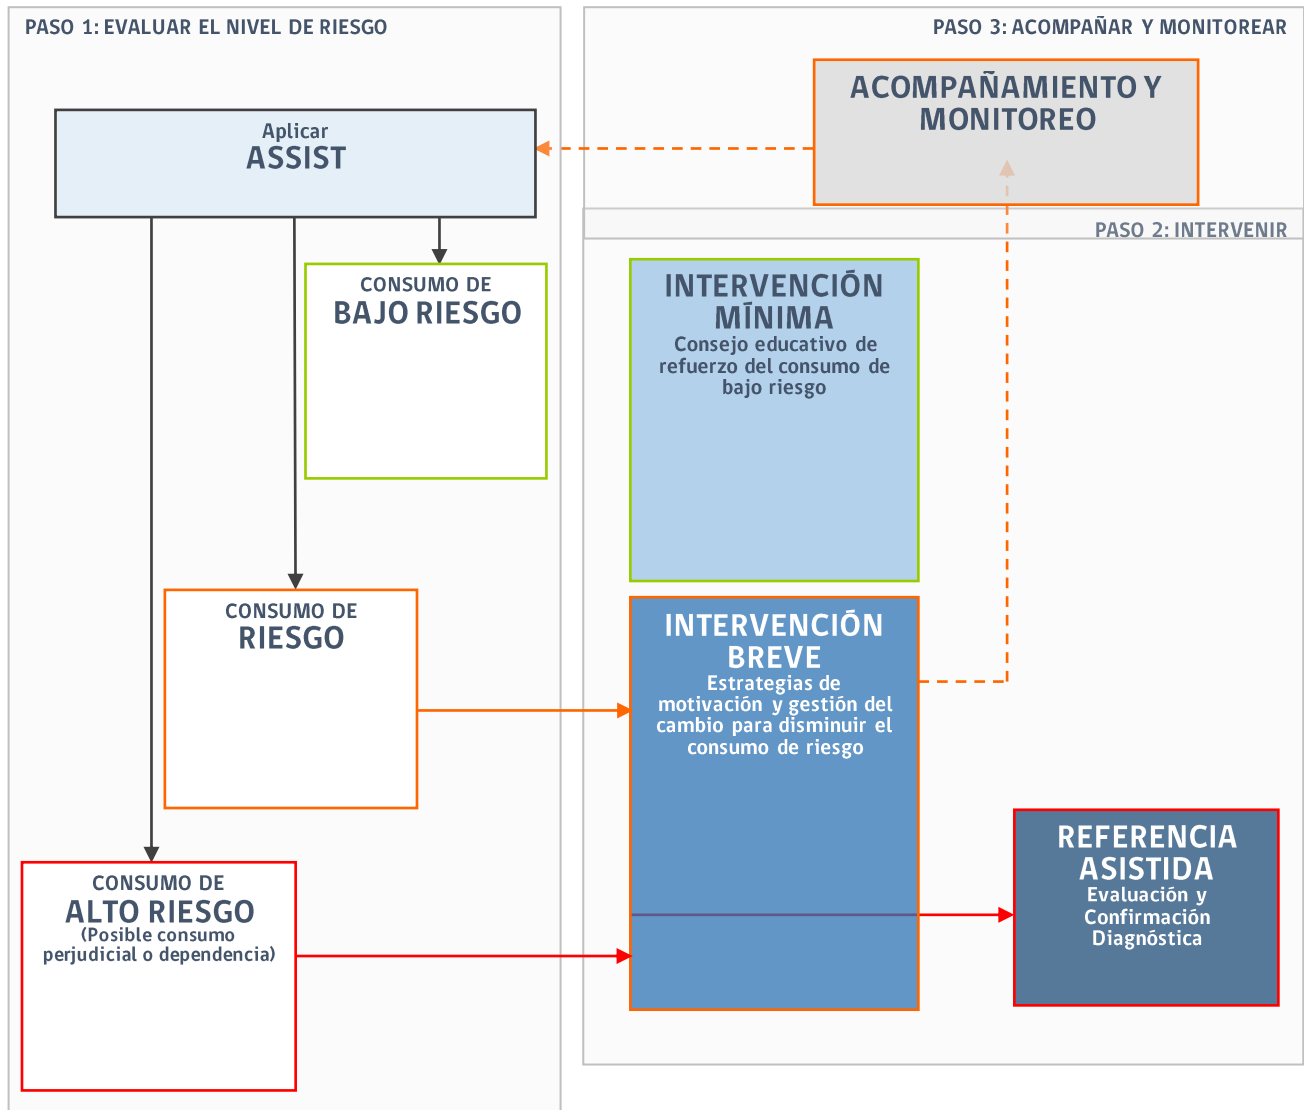 PASO 1: EVALUAR EL NIVEL DE RIESGO
Aplicar
ASSIST
CONSUMO DE
BAJO RIESGO
CONSUMO DE
RIESGO
CONSUMO DE
ALTO RIESGO
(Posible consumo
perjudicial o dependencia)
PASO 3: ACOMPAÑAR Y MONITOREAR
ACOMPAÑAMIENTO Y
MONITOREO
PASO 2: INTERVENIR
INTERVENCIÓN
MÍNIMA
Consejo educativo de
refuerzo del consumo de
bajo riesgo
INTERVENCIÓN
BREVE
Estrategias de
motivación y gestión del
cambio para disminuir el
consumo de riesgo
REFERENCIA
ASISTIDA
Evaluación y
Confirmación
Diagnóstica